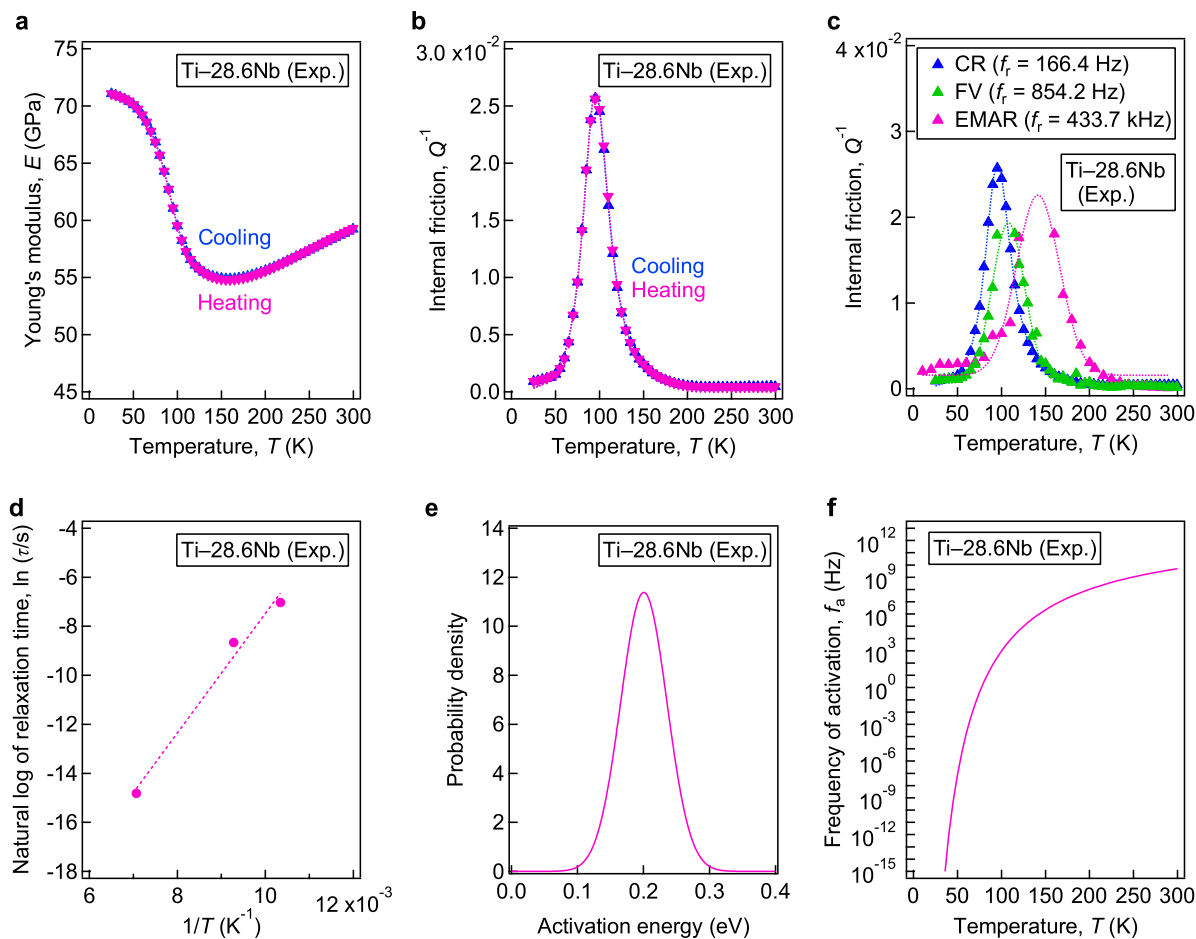 a
Ti–28.6Nb (Exp.)
Young's modulus, E (GPa)
75
70
65
60
55
50
45
Cooling
Heating
0
50
100
150
200
250
300
Temperature, T (K)
b
3.0 x10⁻²
Ti–28.6Nb (Exp.)
Internal friction, Q⁻¹
2.5
2.0
1.5
1.0
0.5
0.0
Cooling
Heating
0
50
100
150
200
250
300
Temperature, T (K)
c
4 x10⁻²
CR (fr = 166.4 Hz)
FV (fr = 854.2 Hz)
EMAR (fr = 433.7 kHz)
Ti–28.6Nb
(Exp.)
Internal friction, Q⁻¹
3
2
1
0
0
50
100
150
200
250
300
Temperature, T (K)
d
Ti–28.6Nb (Exp.)
Natural log of relaxation time, ln (τ/s)
-4
-6
-8
-10
-12
-14
-16
-18
6
8
10
12 x10⁻³
1/T (K⁻¹)
e
Ti–28.6Nb (Exp.)
Probability density
14
12
10
8
6
4
2
0
0.0
0.1
0.2
0.3
0.4
Activation energy (eV)
f
Ti–28.6Nb (Exp.)
Frequency of activation, fa (Hz)
10¹²
10⁹
10⁶
10³
10⁰
10⁻³
10⁻⁶
10⁻⁹
10⁻¹²
10⁻¹⁵
0
50
100
150
200
250
300
Temperature, T (K)